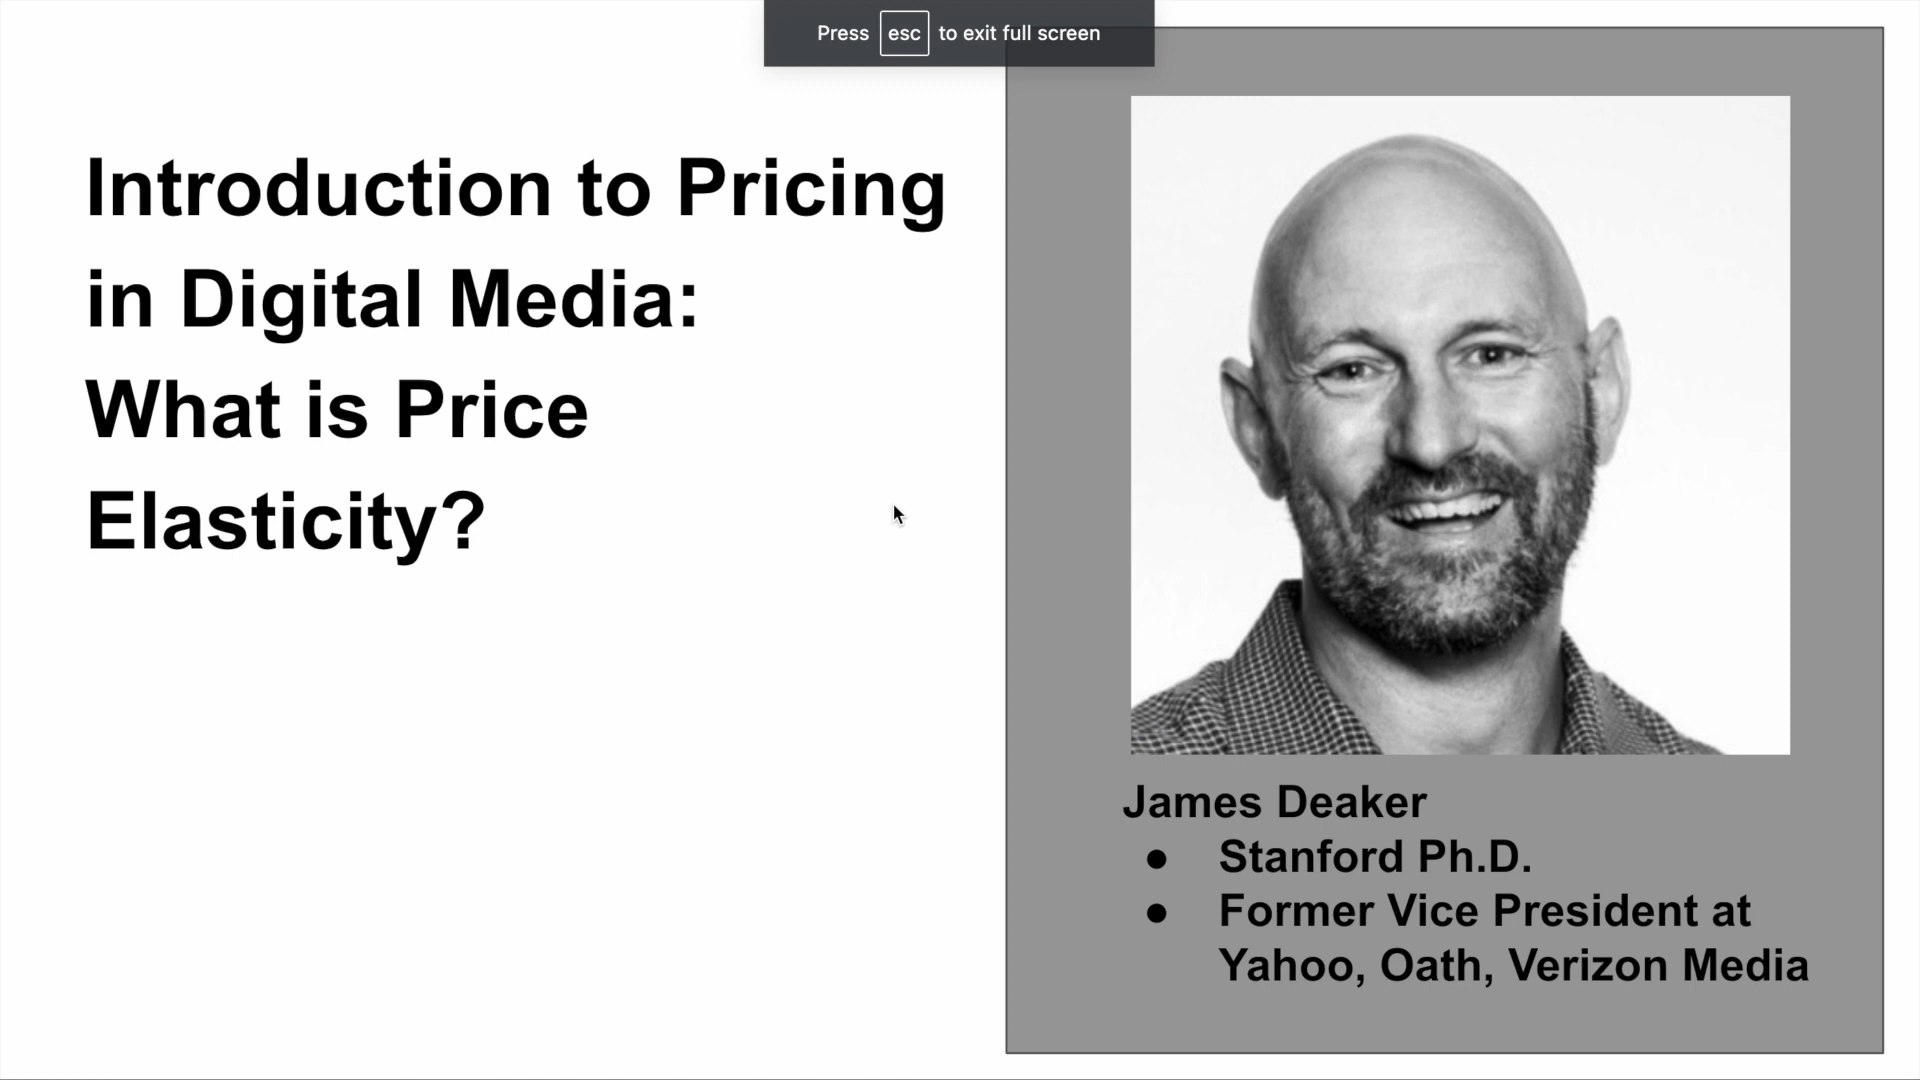 Press esc to exit full screen
Introduction to Pricing
in Digital Media:
What is Price
Elasticity?
James Deaker
● Stanford Ph.D.
● Former Vice President at
Yahoo, Oath, Verizon Media